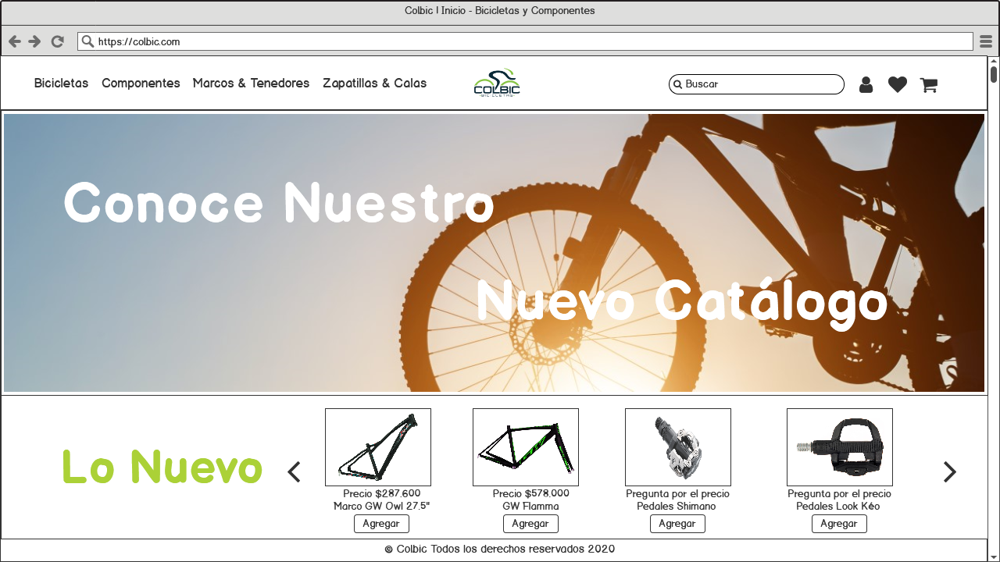 Colbic | Inicio - Bicicletas y Componentes
https://colbic.com
Bicicletas Componentes Marcos & Tenedores Zapatillas & Calas
COLBIC
BICICLETAS
Buscar
Conoce Nuestro
Nuevo Catálogo
Lo Nuevo
Precio $287.600
Marco GW Owl 27.5"
Agregar
Precio $578.000
GW Flamma
Agregar
Pregunta por el precio
Pedales Shimano
Agregar
Pregunta por el precio
Pedales Look Kéo
Agregar
© Colbic Todos los derechos reservados 2020